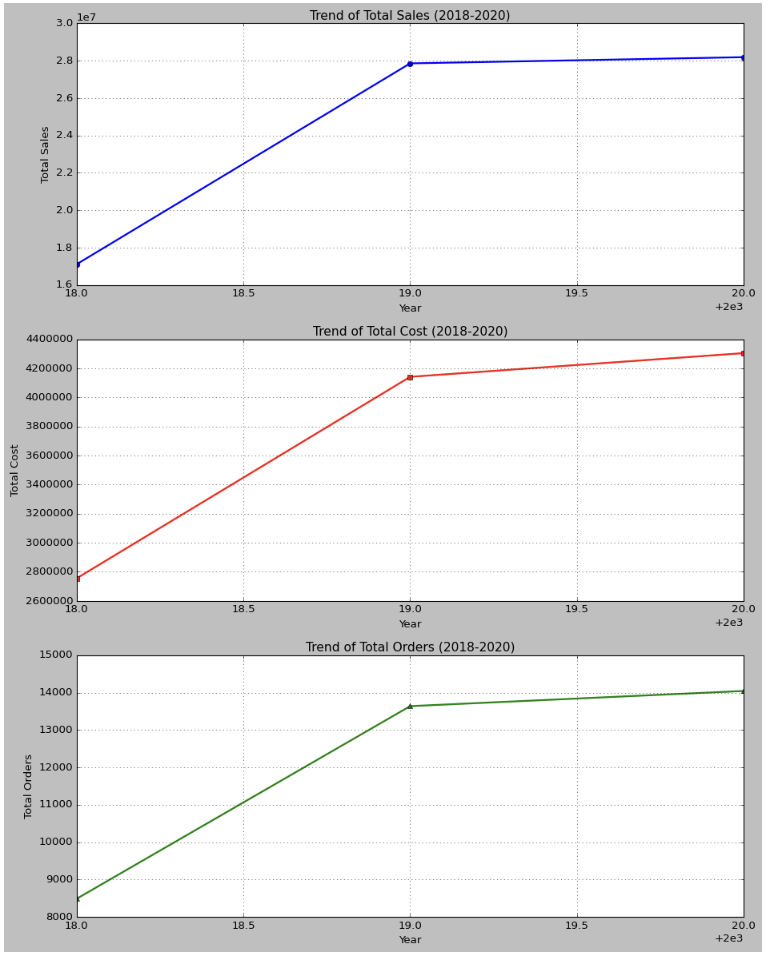 Trend of Total Sales (2018-2020)
1e7
3.0
2.8
2.6
2.4
2.2
2.0
1.8
1.6
Total Sales
18.0 18.5 19.0 19.5 20.0
Year
+2e3
Trend of Total Cost (2018-2020)
4400000
4200000
4000000
3800000
3600000
3400000
3200000
3000000
2800000
2600000
Total Cost
18.0 18.5 19.0 19.5 20.0
Year
+2e3
Trend of Total Orders (2018-2020)
15000
14000
13000
12000
11000
10000
9000
8000
Total Orders
18.0 18.5 19.0 19.5 20.0
Year
+2e3